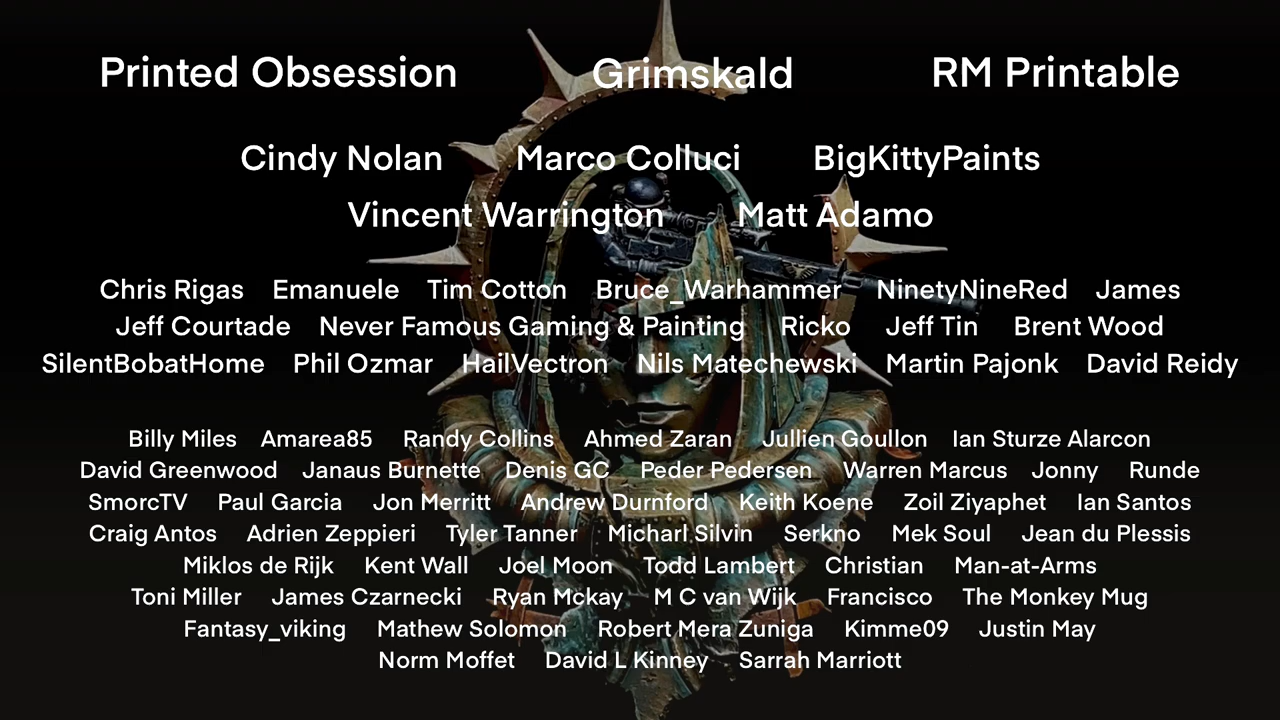 Printed Obsession Grimskald RM Printable
Cindy Nolan Marco Colluci BigKittyPaints
Vincent Warrington Matt Adamo
Chris Rigas Emanuele Tim Cotton Bruce_Warhammer NinetyNineRed James
Jeff Courtade Never Famous Gaming & Painting Ricko Jeff Tin Brent Wood
SilentBobatHome Phil Ozmar HailVectron Nils Matechewski Martin Pajonk David Reidy
Billy Miles Amarea85 Randy Collins Ahmed Zaran Jullien Goullon Ian Sturze Alarcon
David Greenwood Janaus Burnette Denis GC Peder Pedersen Warren Marcus Jonny Runde
SmorcTV Paul Garcia Jon Merritt Andrew Durnford Keith Koene Zoil Ziyaphet Ian Santos
Craig Antos Adrien Zeppieri Tyler Tanner Micharl Silvin Serkno Mek Soul Jean du Plessis
Miklos de Rijk Kent Wall Joel Moon Todd Lambert Christian Man-at-Arms
Toni Miller James Czarnecki Ryan Mckay M C van Wijk Francisco The Monkey Mug
Fantasy_viking Mathew Solomon Robert Mera Zuniga Kimme09 Justin May
Norm Moffet David L Kinney Sarrah Marriott